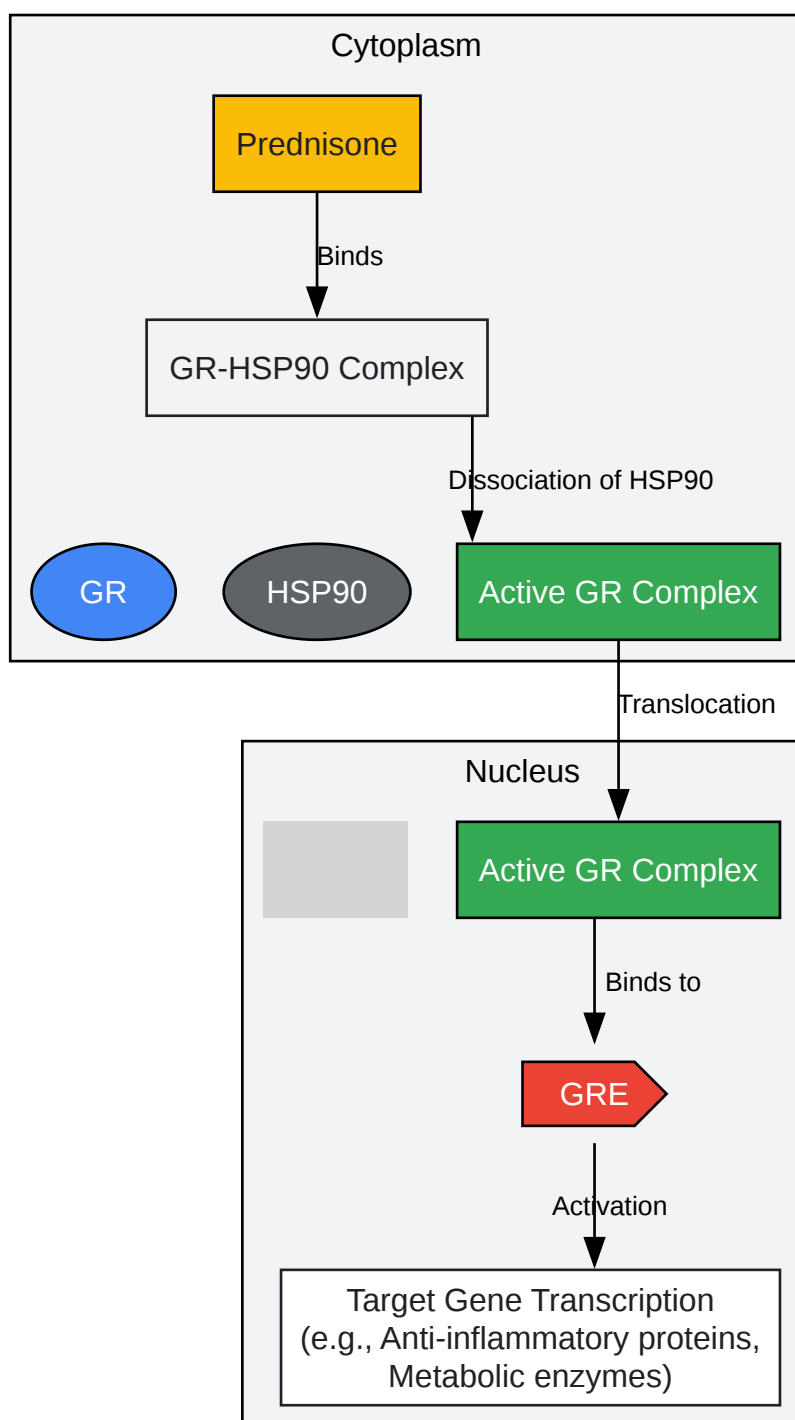 Cytoplasm
Prednisone
Binds
GR-HSP90 Complex
Dissociation of HSP90
GR
HSP90
Active GR Complex
Translocation
Nucleus
Active GR Complex
Binds to
GRE
Activation
Target Gene Transcription
(e.g., Anti-inflammatory proteins,
Metabolic enzymes)